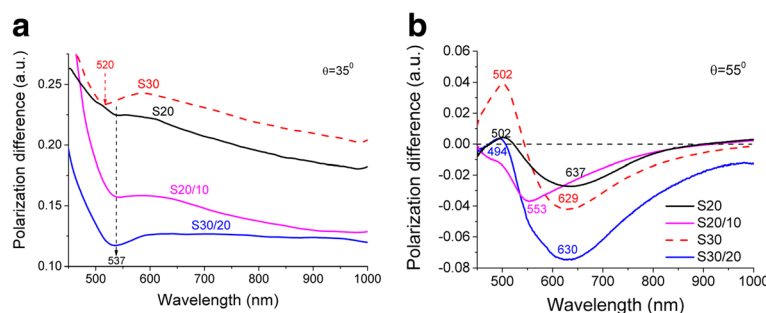 a
b
Polarization difference (a.u.)
0.25
0.20
0.15
0.10
520
S30
S20
S20/10
S30/20
537
θ=35⁰
500 600 700 800 900 1000
Wavelength (nm)
Polarization difference (a.u.)
0.06
0.04
0.02
0.00
-0.02
-0.04
-0.06
-0.08
502
θ=55⁰
502
494
637
629
553
630
S20
S20/10
S30
S30/20
500 600 700 800 900 1000
Wavelength (nm)